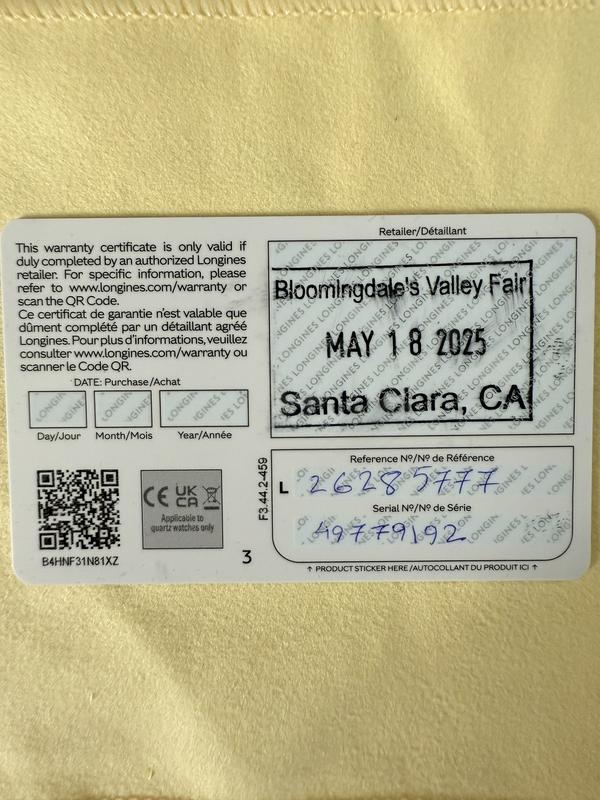 This warranty certificate is only valid if
duly completed by an authorized Longines
retailer. For specific information, please
refer to www.longines.com/warranty or
scan the QR Code.
Ce certificat de garantie n'est valable que
dûment complété par un détaillant agréé
Longines. Pour plus d'informations, veuillez
consulter www.longines.com/warranty ou
scanner le Code QR.
DATE: Purchase/Achat
Day/Jour Month/Mois Year/Année
B4HNF31N81XZ
CE UK CA
Applicable to
quartz watches only
3
F3.44.2-459
Retailer/Détaillant
Bloomingdale's Valley Fair
MAY 18 2025
Santa Clara, CA
Reference Nº/Nº de Référence
L 26285777
Serial Nº/Nº de Série
49779192
↑ PRODUCT STICKER HERE/AUTOCOLLANT DU PRODUIT ICI ↑